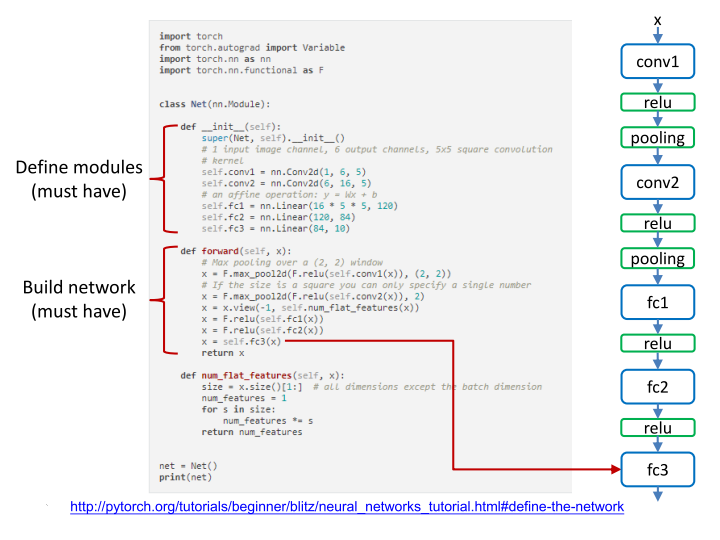 import torch
from torch.autograd import Variable
import torch.nn as nn
import torch.nn.functional as F
class Net(nn.Module):
def __init__(self):
super(Net, self).__init__()
# 1 input image channel, 6 output channels, 5x5 square convolution
# kernel
self.conv1 = nn.Conv2d(1, 6, 5)
self.conv2 = nn.Conv2d(6, 16, 5)
# an affine operation: y = Wx + b
self.fc1 = nn.Linear(16 * 5 * 5, 120)
self.fc2 = nn.Linear(120, 84)
self.fc3 = nn.Linear(84, 10)
def forward(self, x):
# Max pooling over a (2, 2) window
x = F.max_pool2d(F.relu(self.conv1(x)), (2, 2))
# If the size is a square you can only specify a single number
x = F.max_pool2d(F.relu(self.conv2(x)), 2)
x = x.view(-1, self.num_flat_features(x))
x = F.relu(self.fc1(x))
x = F.relu(self.fc2(x))
x = self.fc3(x)
return x
def num_flat_features(self, x):
size = x.size()[1:]  # all dimensions except the batch dimension
num_features = 1
for s in size:
num_features *= s
return num_features
net = Net()
print(net)
Define modules
(must have)
Build network
(must have)
x
conv1
relu
pooling
conv2
relu
pooling
fc1
relu
fc2
relu
fc3
http://pytorch.org/tutorials/beginner/blitz/neural_networks_tutorial.html#define-the-network